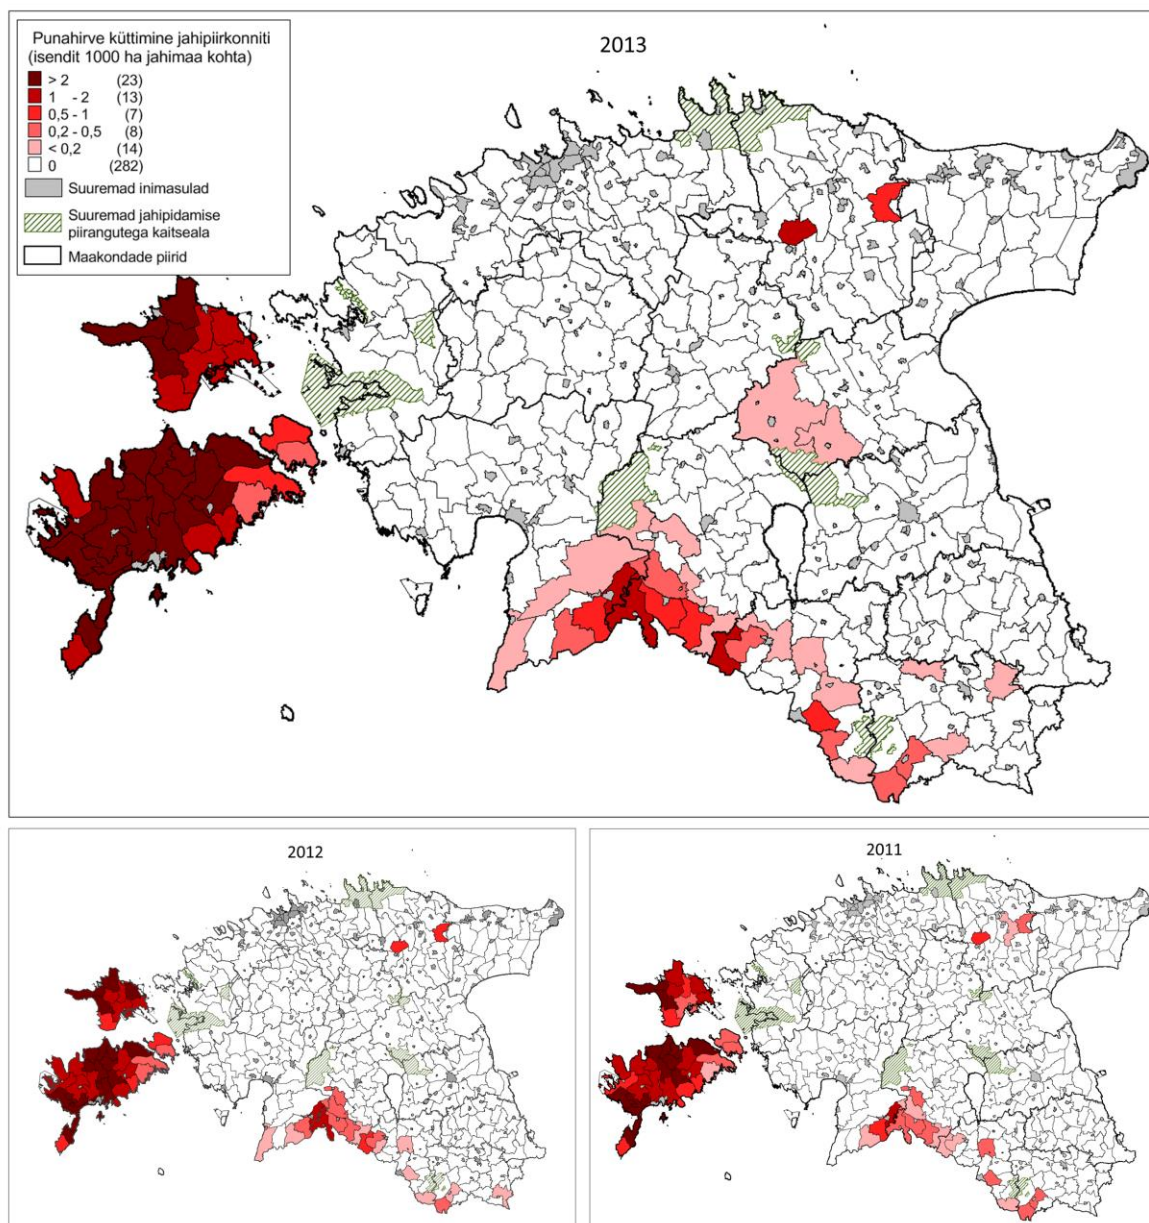 Punahirve küttimine jahipiirkonniti
(isendit 1000 ha jahimaa kohta)
> 2 (23)
1 - 2 (13)
0,5 - 1 (7)
0,2 - 0,5 (8)
< 0,2 (14)
0 (282)
Suuremad inimasulad
Suuremad jahipidamise
piirangutega kaitseala
Maakondade piirid
2013
2012
2011